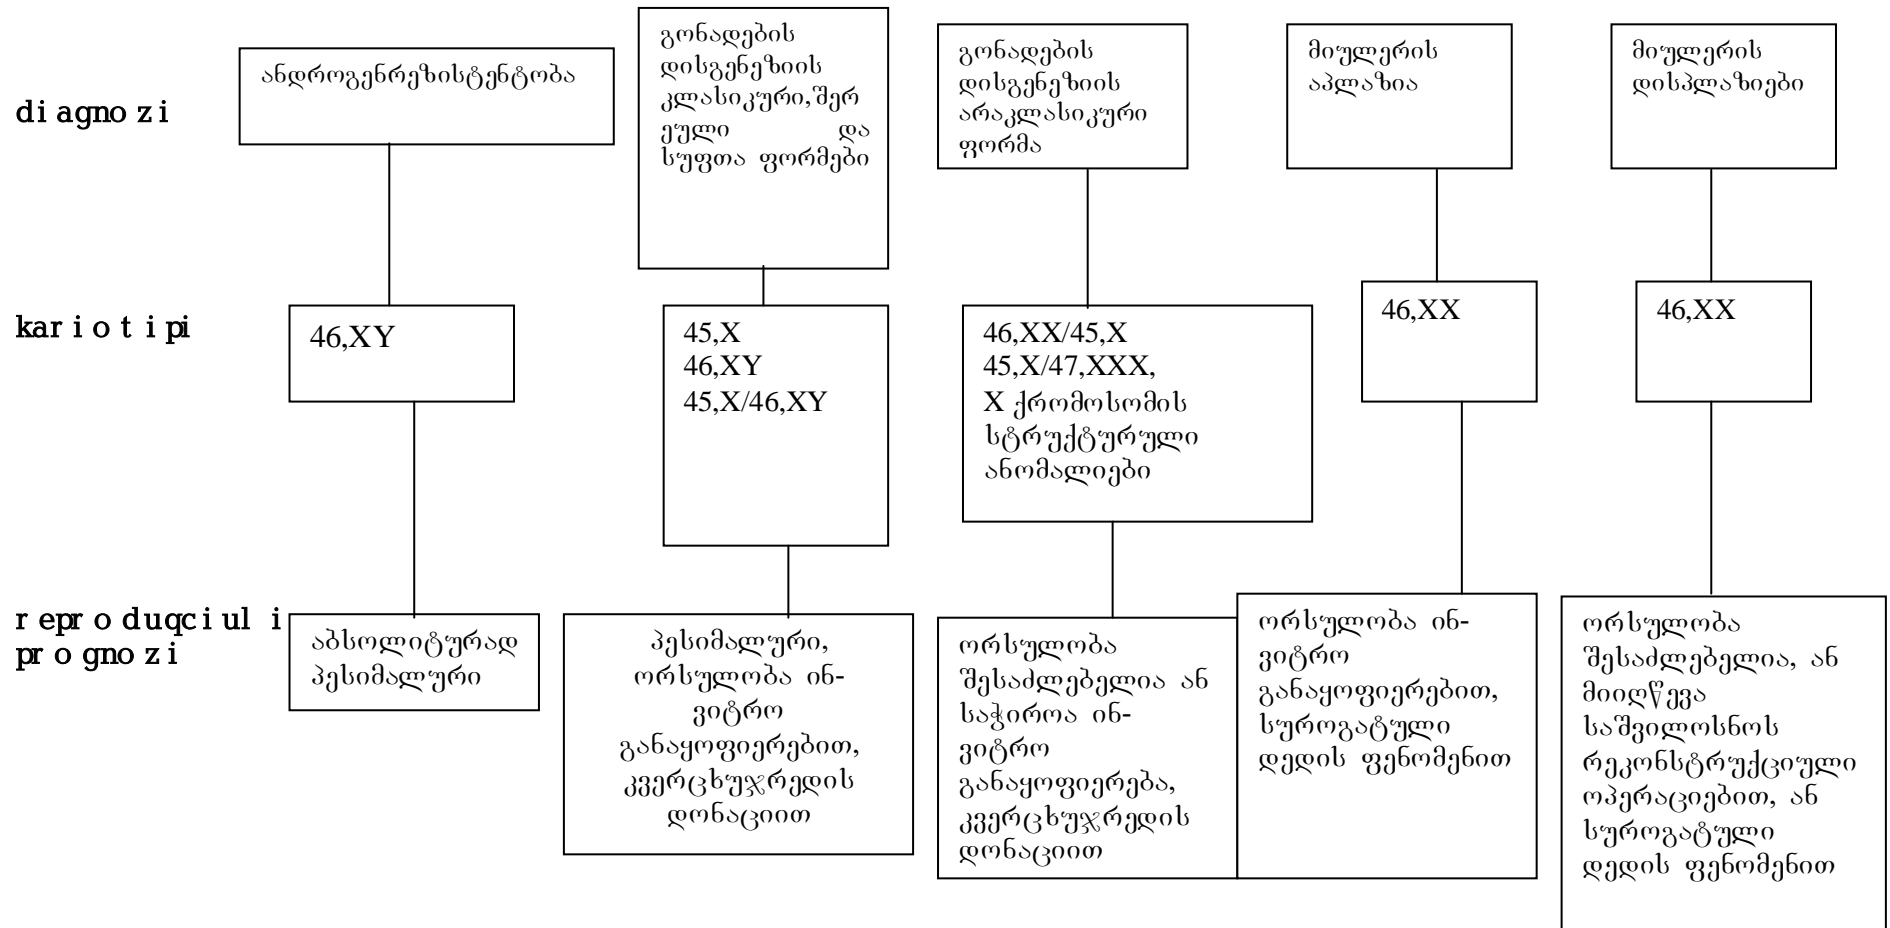 diagnozi
ანდროგენრეზისტენტობა
გონადების
დისგენეზიის
კლასიკური,შერ
ეული და
სუფთა ფორმები
გონადების
დისგენეზიის
არაკლასიკური
ფორმა
მიულერის
აპლაზია
მიულერის
დისპლაზიები
kariotipi
46,XY
45,X
46,XY
45,X/46,XY
46,XX/45,X
45,X/47,XXX,
X ქრომოსომის
სტრუქტურული
ანომალიები
46,XX
46,XX
reproduqciuli
prognozi
აბსოლიტურად
პესიმალური
პესიმალური,
ორსულობა ინ-
ვიტრო
განაყოფიერებით,
კვერცხუჯრედის
დონაციით
ორსულობა
შესაძლებელია ან
საჭიროა ინ-
ვიტრო
განაყოფიერება,
კვერცხუჯრედის
დონაციით
ორსულობა ინ-
ვიტრო
განაყოფიერებით,
სუროგატული
დედის ფენომენით
ორსულობა
შესაძლებელია, ან
მიიღწევა
საშვილოსნოს
რეკონსტრუქციული
ოპერაციებით, ან
სუროგატული
დედის ფენომენით